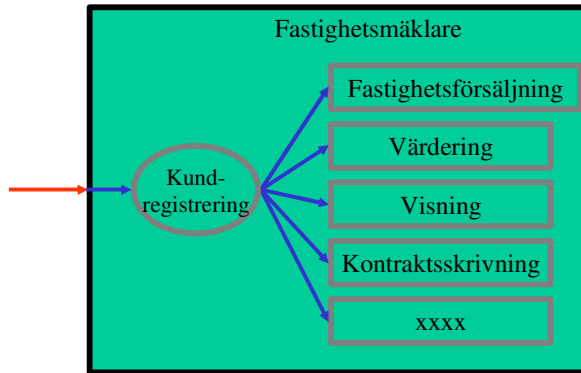 Fastighetsmäklare
Fastighetsförsäljning
Värdering
Kund-
registrering
Visning
Kontraktsskrivning
xxxx